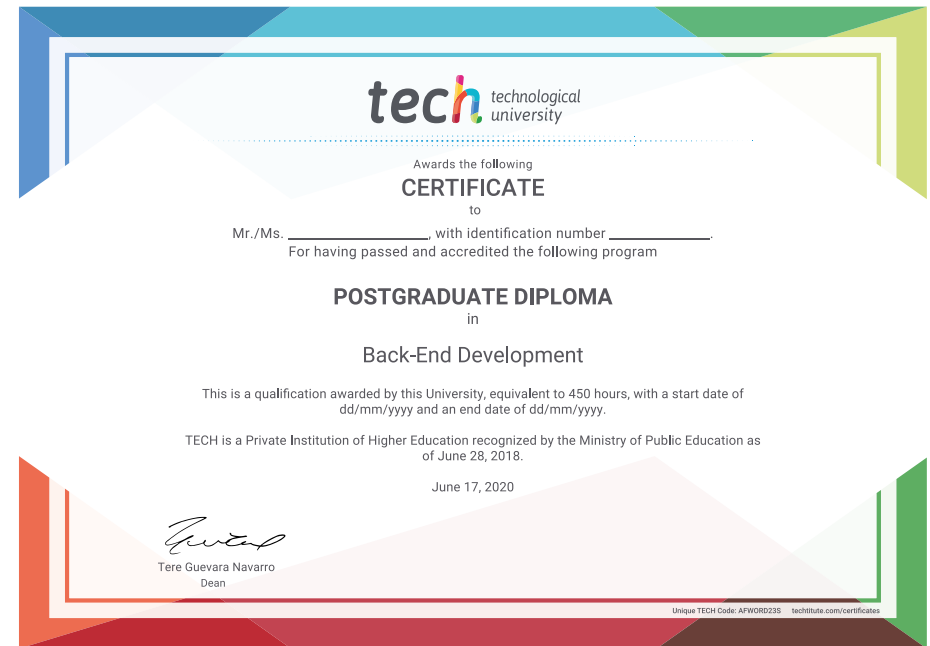 tech technological
university
Awards the following
CERTIFICATE
to
Mr./Ms. ____________________, with identification number ______________.
For having passed and accredited the following program
POSTGRADUATE DIPLOMA
in
Back-End Development
This is a qualification awarded by this University, equivalent to 450 hours, with a start date of
dd/mm/yyyy and an end date of dd/mm/yyyy.
TECH is a Private Institution of Higher Education recognized by the Ministry of Public Education as
of June 28, 2018.
June 17, 2020
Tere Guevara Navarro
Dean
Unique TECH Code: AFWORD23S techtitute.com/certificates